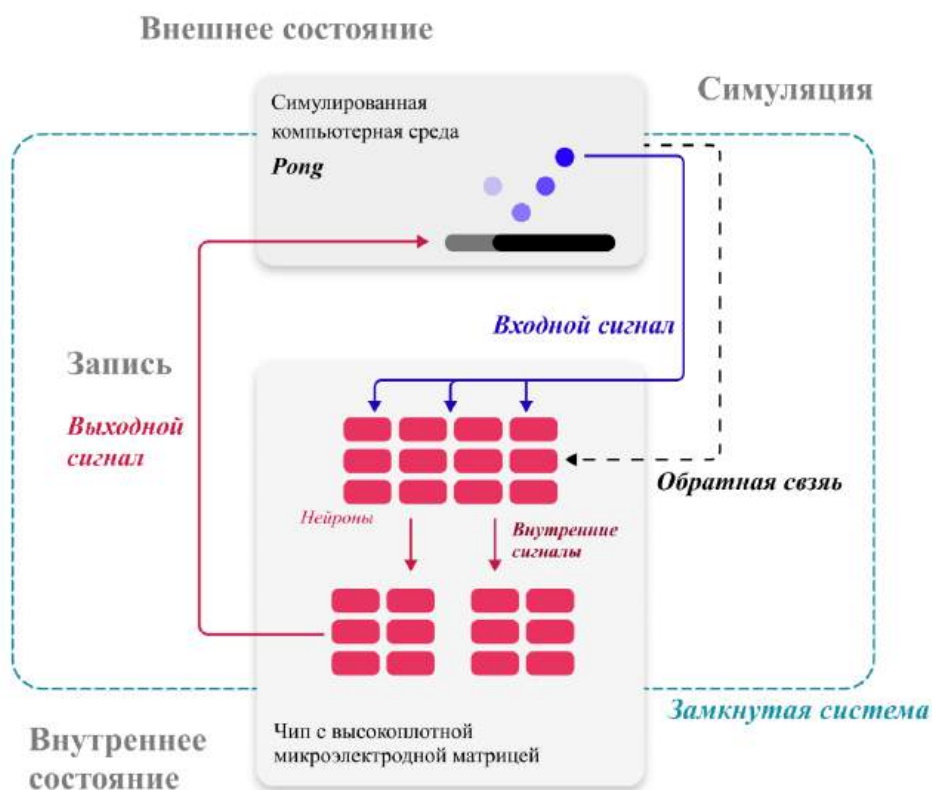 Внешнее состояние
Симуляция
Симулированная
компьютерная среда
Pong
Входной сигнал
Запись
Выходной
сигнал
Обратная свзяь
Нейроны
Внутренние
сигналы
Замкнутая система
Чип с высокоплотной
микроэлектродной матрицей
Внутреннее
состояние